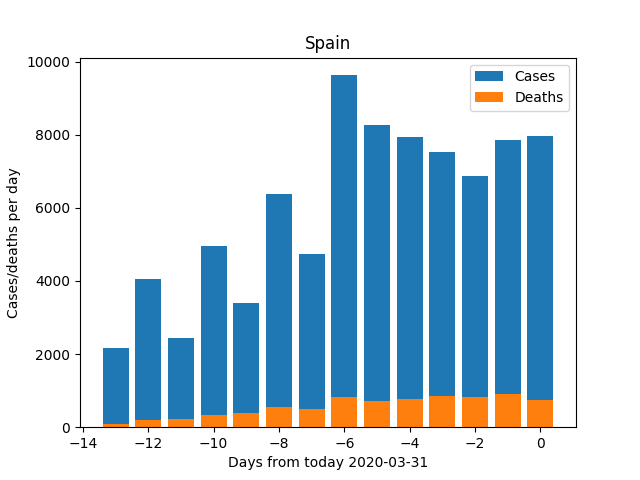 Spain
Cases
Deaths
Cases/deaths per day
10000
8000
6000
4000
2000
0
−14 −12 −10 −8 −6 −4 −2 0
Days from today 2020-03-31